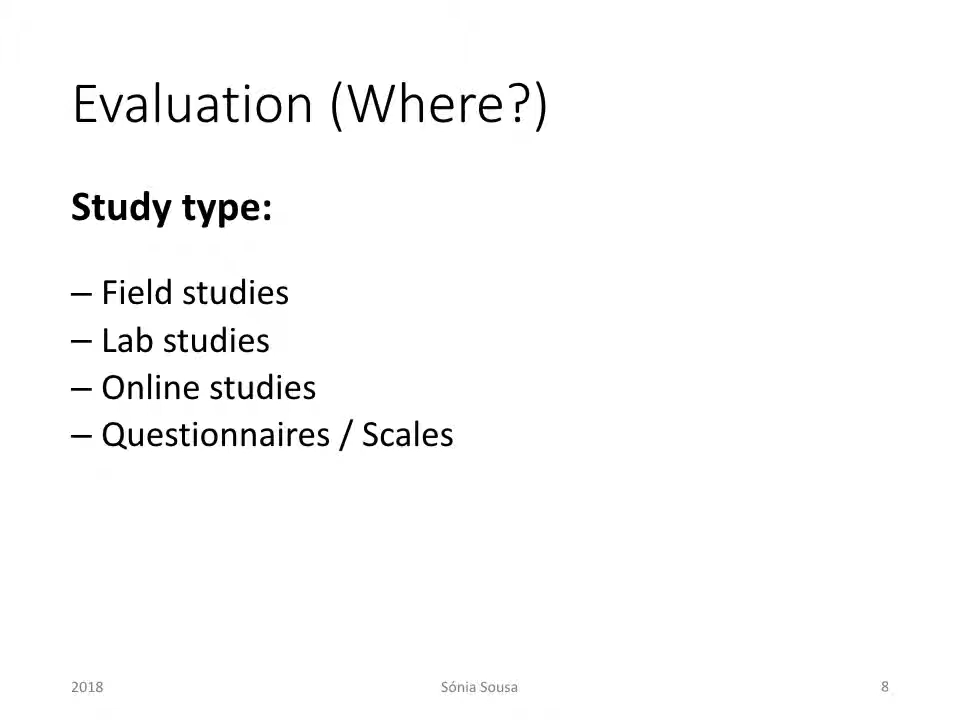 Evaluation (Where?)
Study type:
– Field studies
– Lab studies
– Online studies
– Questionnaires / Scales
2018 Sónia Sousa 8